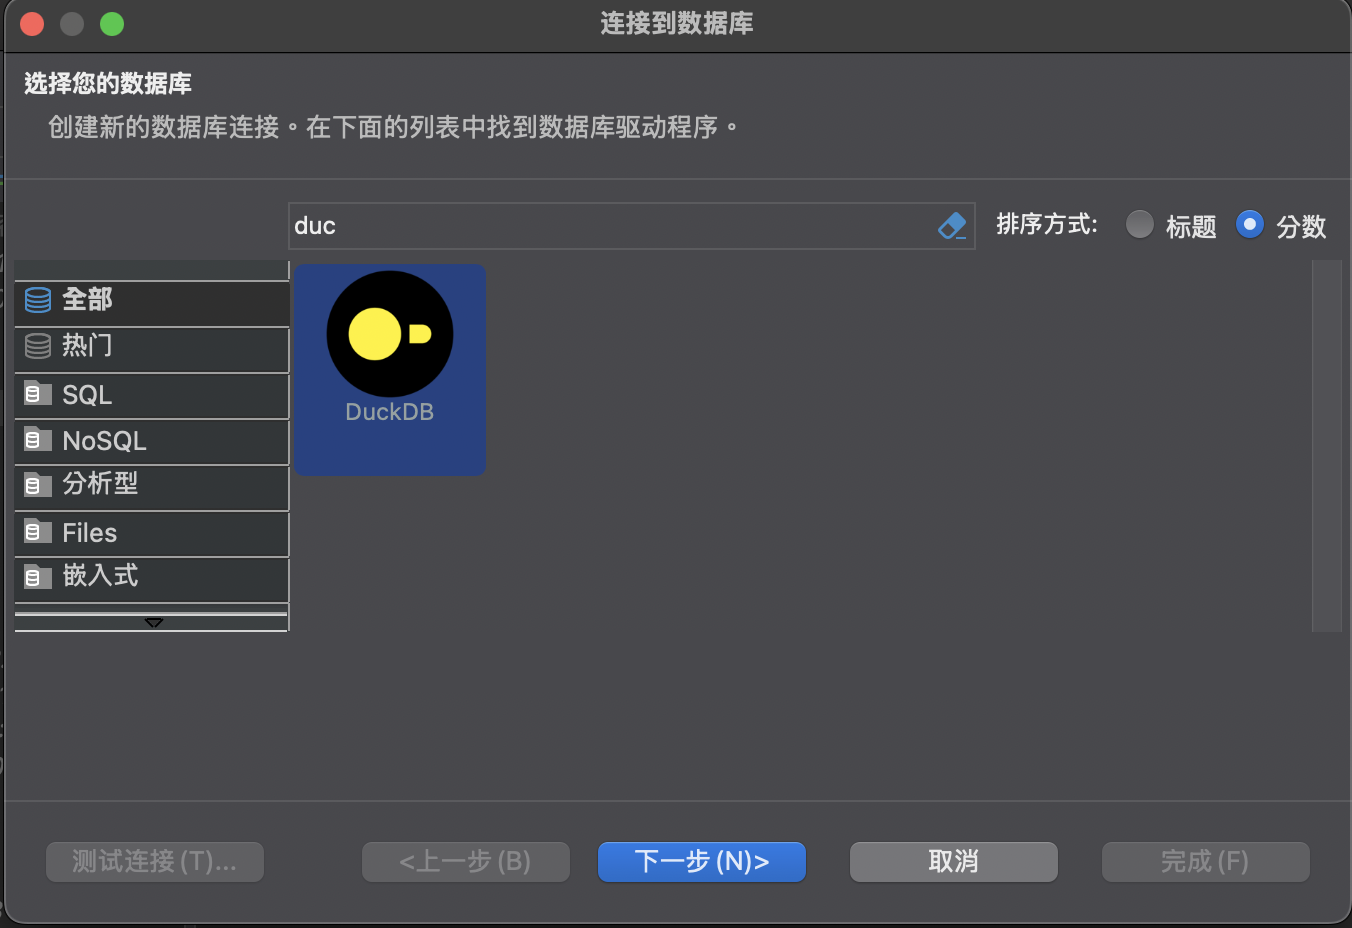 连接到数据库
选择您的数据库
创建新的数据库连接。在下面的列表中找到数据库驱动程序。
duc
排序方式: 标题 分数
全部
热门
SQL
NoSQL
分析型
Files
嵌入式
DuckDB
测试连接(T)... <上一步(B) 下一步(N)> 取消 完成(F)